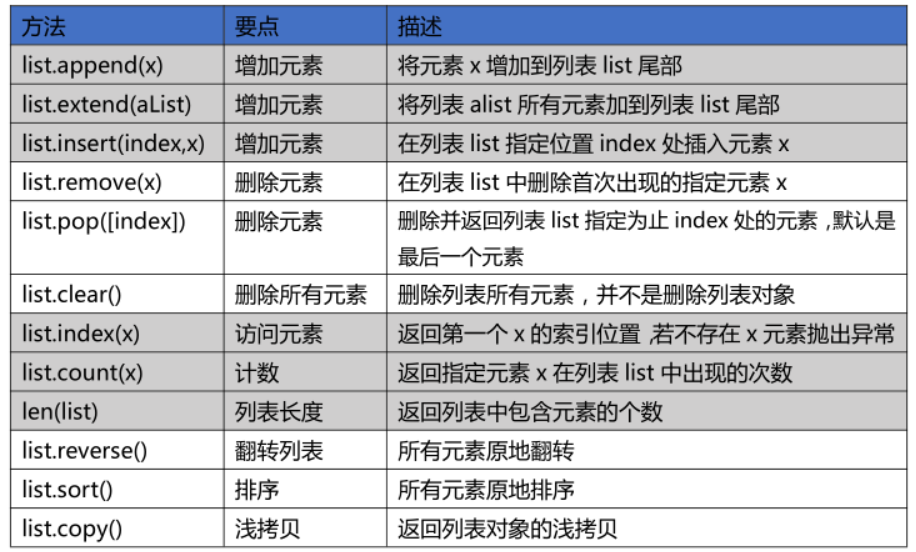 方法 要点 描述
list.append(x) 增加元素 将元素 x 增加到列表 list 尾部
list.extend(aList) 增加元素 将列表 alist 所有元素加到列表 list 尾部
list.insert(index,x) 增加元素 在列表 list 指定位置 index 处插入元素 x
list.remove(x) 删除元素 在列表 list 中删除首次出现的指定元素 x
list.pop([index]) 删除元素 删除并返回列表 list 指定为止 index 处的元素,默认是
最后一个元素
list.clear() 删除所有元素 删除列表所有元素，并不是删除列表对象
list.index(x) 访问元素 返回第一个 x 的索引位置,若不存在 x 元素抛出异常
list.count(x) 计数 返回指定元素 x 在列表 list 中出现的次数
len(list) 列表长度 返回列表中包含元素的个数
list.reverse() 翻转列表 所有元素原地翻转
list.sort() 排序 所有元素原地排序
list.copy() 浅拷贝 返回列表对象的浅拷贝